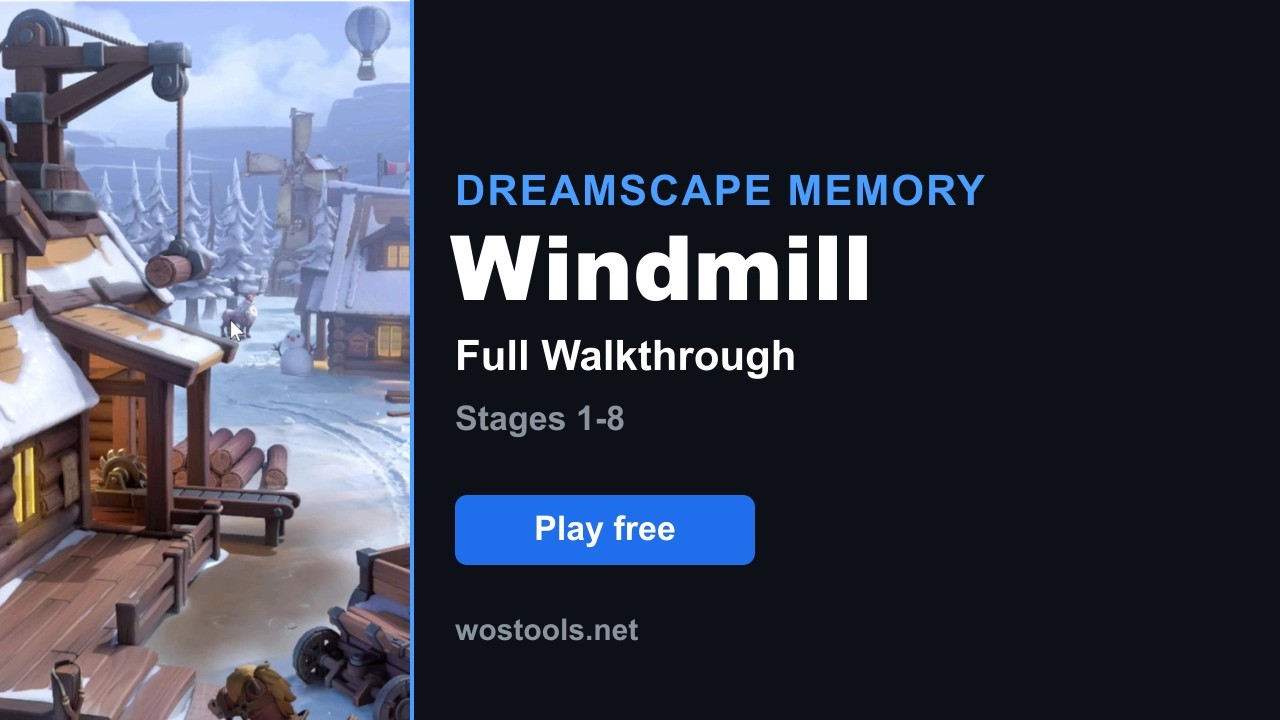 DREAMSCAPE MEMORY
Windmill
Full Walkthrough
Stages 1-8
Play free
wostools.net